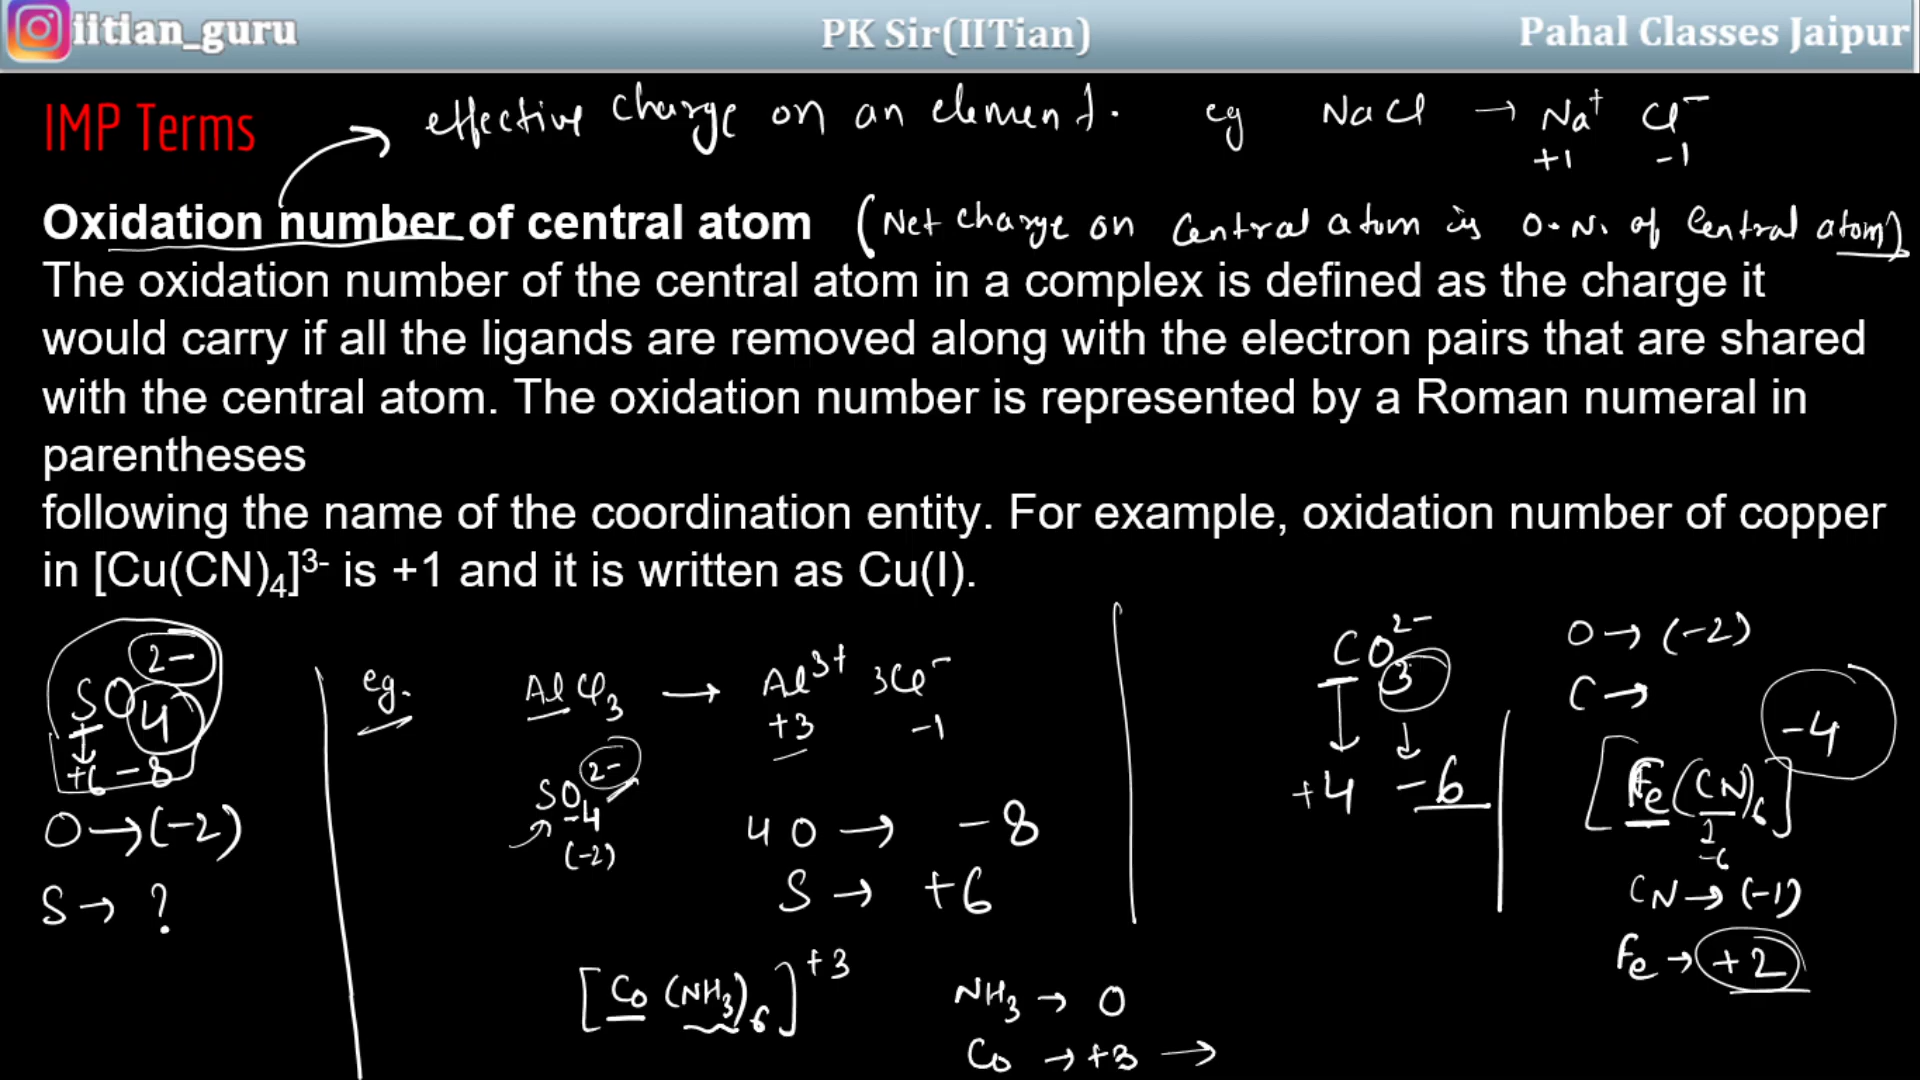 iitian_guru PK Sir(IITian) Pahal Classes Jaipur
IMP Terms effective charge on an element. eg NaCl → Na⁺ Cl⁻
+1 -1
Oxidation number of central atom (Net charge on Central atom is O.N. of Central atom)
The oxidation number of the central atom in a complex is defined as the charge it
would carry if all the ligands are removed along with the electron pairs that are shared
with the central atom. The oxidation number is represented by a Roman numeral in
parentheses
following the name of the coordination entity. For example, oxidation number of copper
in [Cu(CN)₄]³⁻ is +1 and it is written as Cu(I).
SO₄²⁻
+6 -8
O → (-2)
S → ?
eg. AlCl₃ → Al³⁺ 3Cl⁻
+3 -1
SO₄²⁻
(-2)
4O → -8
S → +6
[Co(NH₃)₆]⁺³
NH₃ → 0
Co → +3 →
CO₃²⁻
+4 -6
O → (-2)
C →
[Fe(CN)₆]⁻⁴
-6
CN → (-1)
Fe → +2